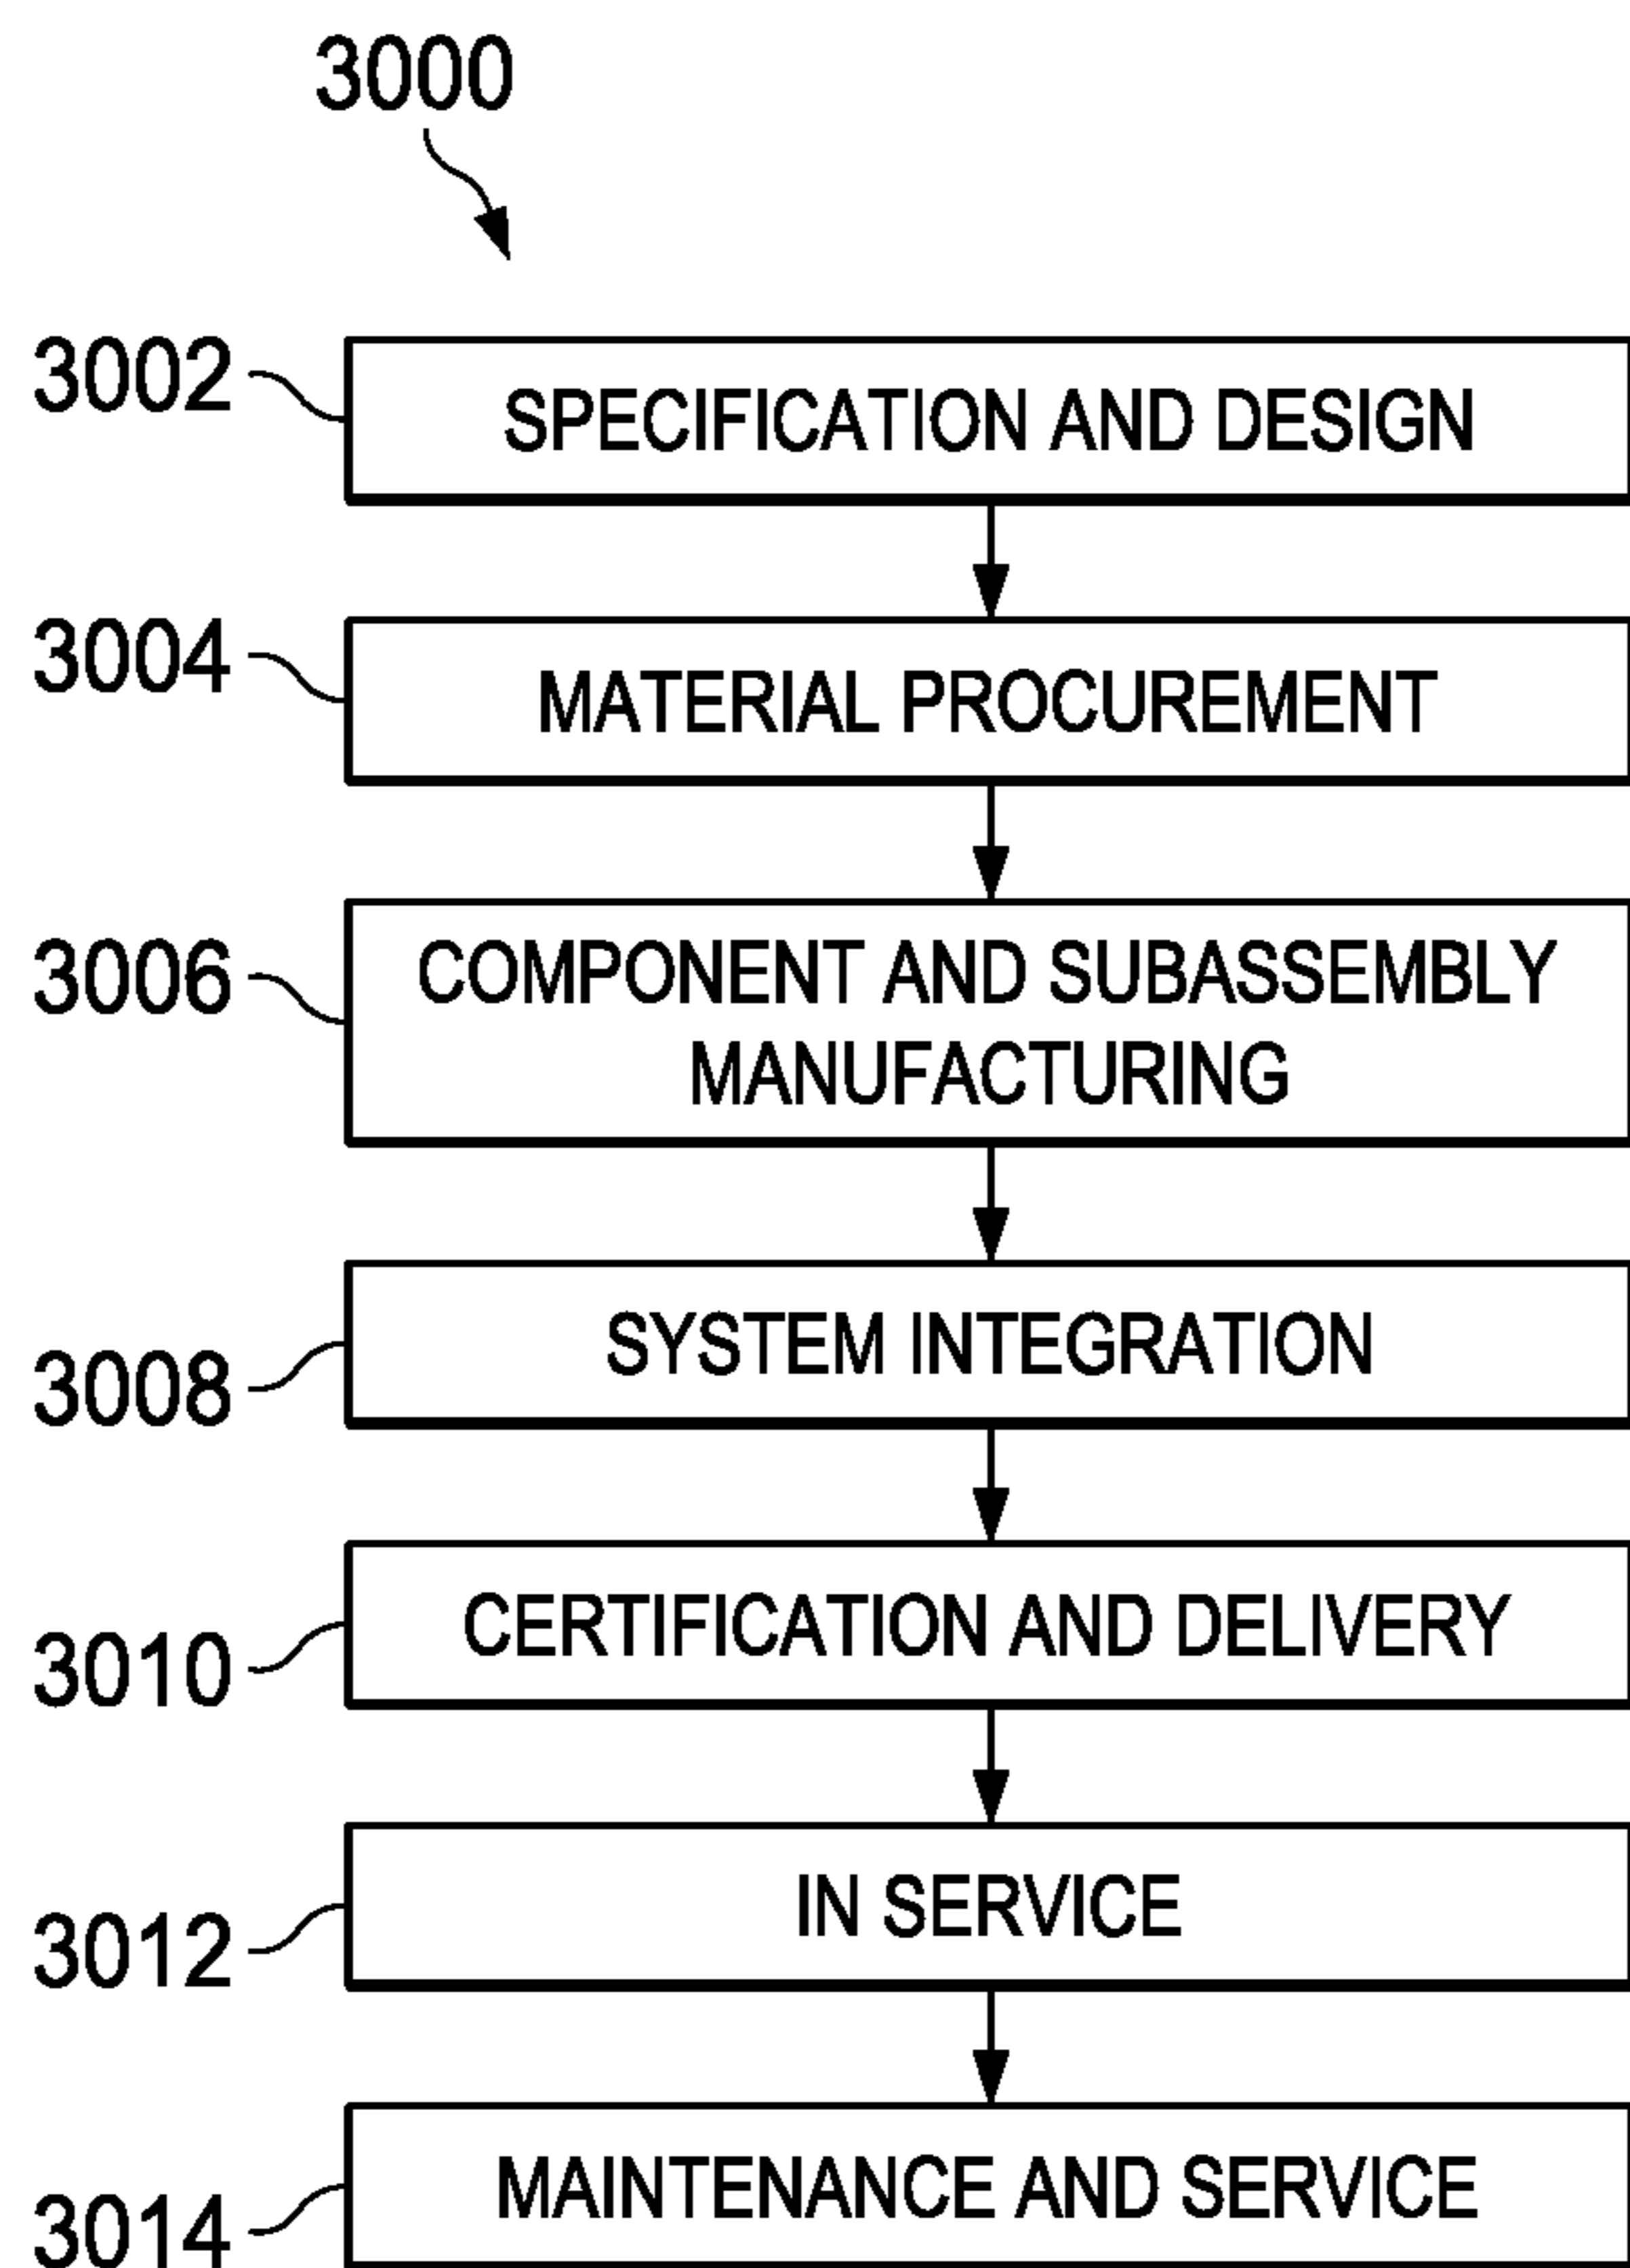 3000
3002
SPECIFICATION AND DESIGN
3004
MATERIAL PROCUREMENT
3006
COMPONENT AND SUBASSEMBLY
MANUFACTURING
3008
SYSTEM INTEGRATION
3010
CERTIFICATION AND DELIVERY
3012
IN SERVICE
3014
MAINTENANCE AND SERVICE